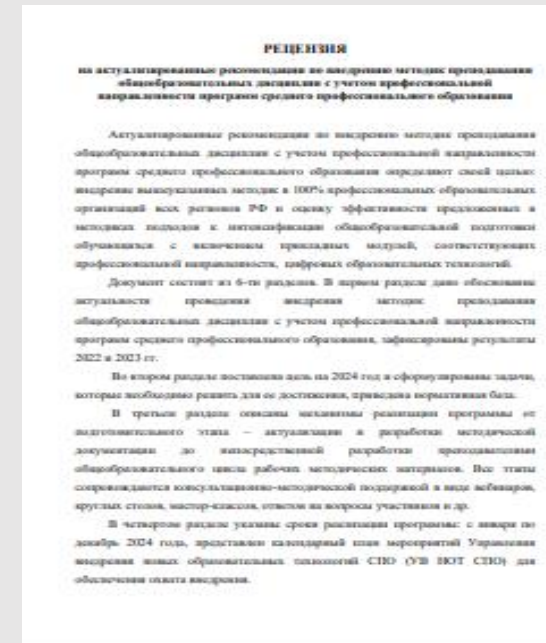 РЕЦЕНЗИЯ
на актуализированные рекомендации по внедрению методик преподавания
общеобразовательных дисциплин с учетом профессиональной
направленности программ среднего профессионального образования
Актуализированные рекомендации по внедрению методик преподавания
общеобразовательных дисциплин с учетом профессиональной направленности
программ среднего профессионального образования определяют своей целью:
внедрение вышеуказанных методик в 100% профессиональных образовательных
организаций всех регионов РФ и оценку эффективности предложенных в
методиках подходов к интенсификации общеобразовательной подготовки
обучающихся с включением прикладных модулей, соответствующих
профессиональной направленности, цифровых образовательных технологий.
Документ состоит из 6-ти разделов. В первом разделе дано обоснование
актуальности проведения внедрения методик преподавания
общеобразовательных дисциплин с учетом профессиональной направленности
программ среднего профессионального образования, зафиксированы результаты
2022 и 2023 гг.
Во втором разделе поставлена цель на 2024 год и сформулированы задачи,
которые необходимо решить для ее достижения, приведена нормативная база.
В третьем разделе описаны механизмы реализации программы от
подготовительного этапа – актуализации и разработки методической
документации до непосредственной разработки преподавателями
общеобразовательного цикла рабочих методических материалов. Все этапы
сопровождаются консультационно-методической поддержкой в виде вебинаров,
круглых столов, мастер-классов, ответом на вопросы участников и др.
В четвертом разделе указаны сроки реализации программы: с января по
декабрь 2024 года, представлен календарный план мероприятий Управления
внедрения новых образовательных технологий СПО (УВ НОТ СПО) для
обеспечения охвата внедрения.